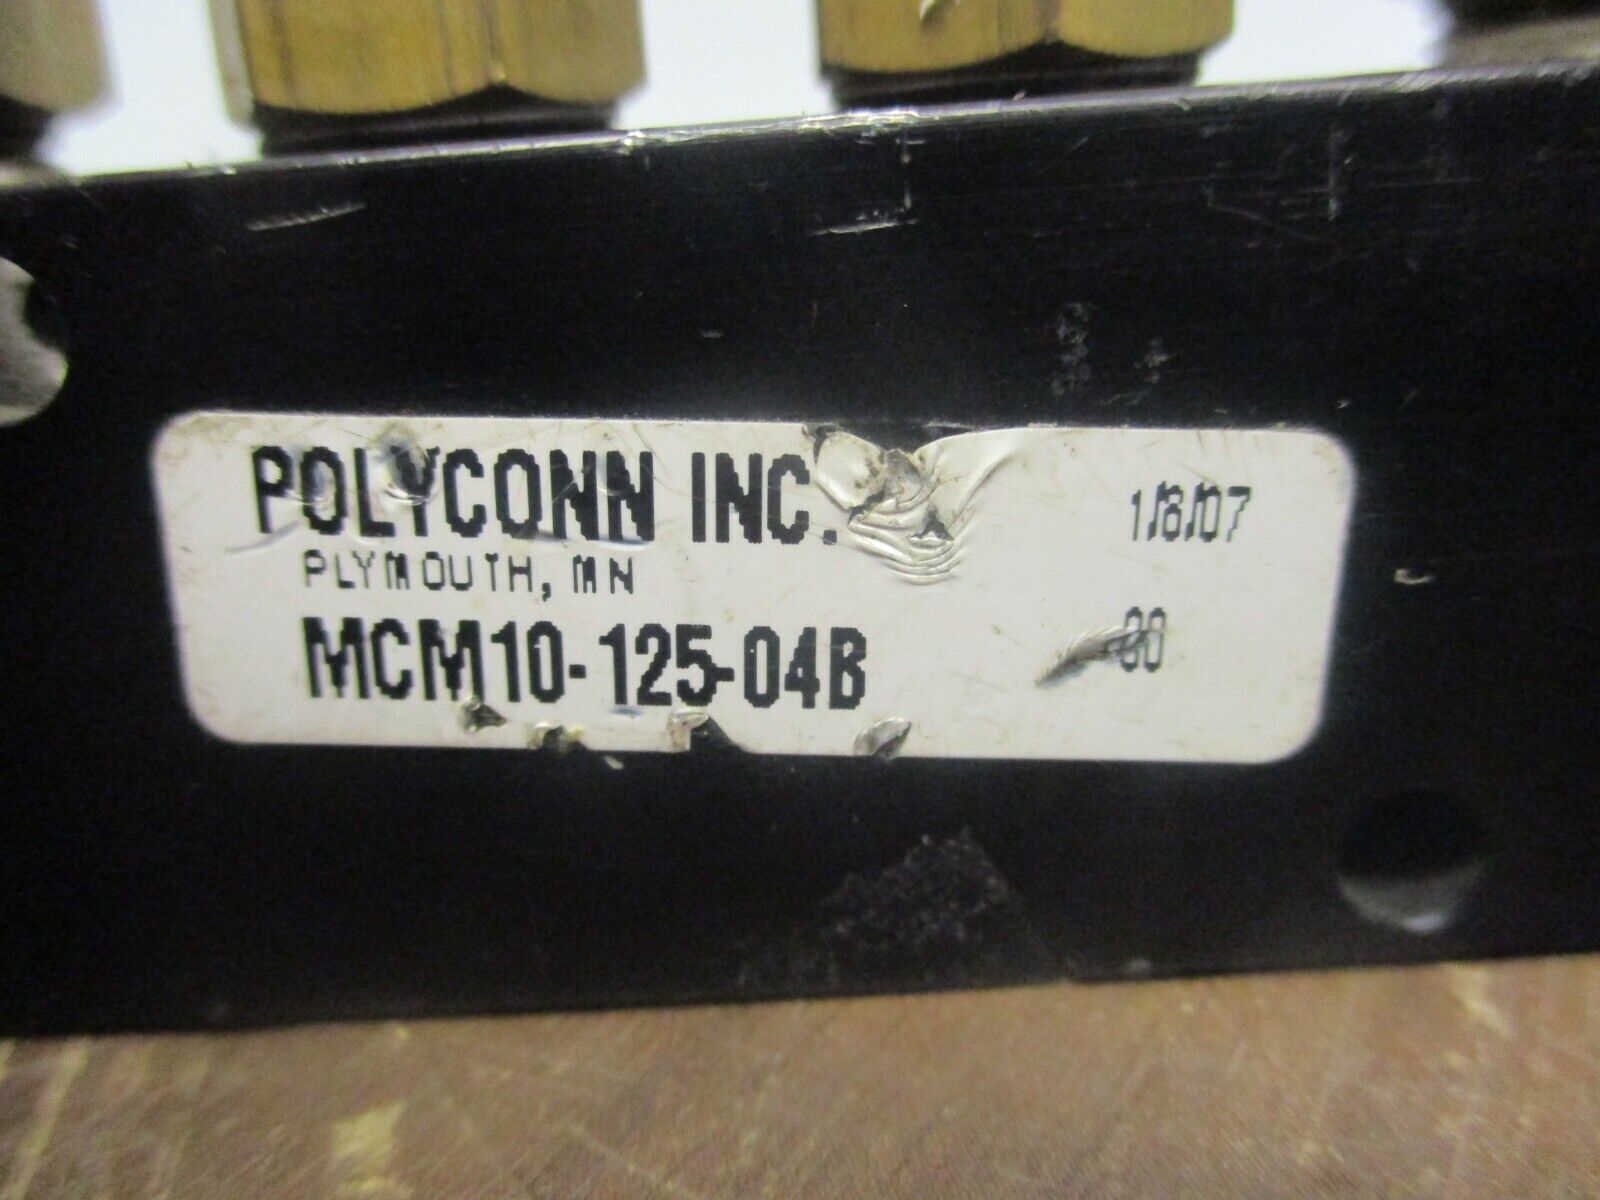 POLYCONN INC.
1/8/07
PLYMOUTH, MN
MCM10-125-04B